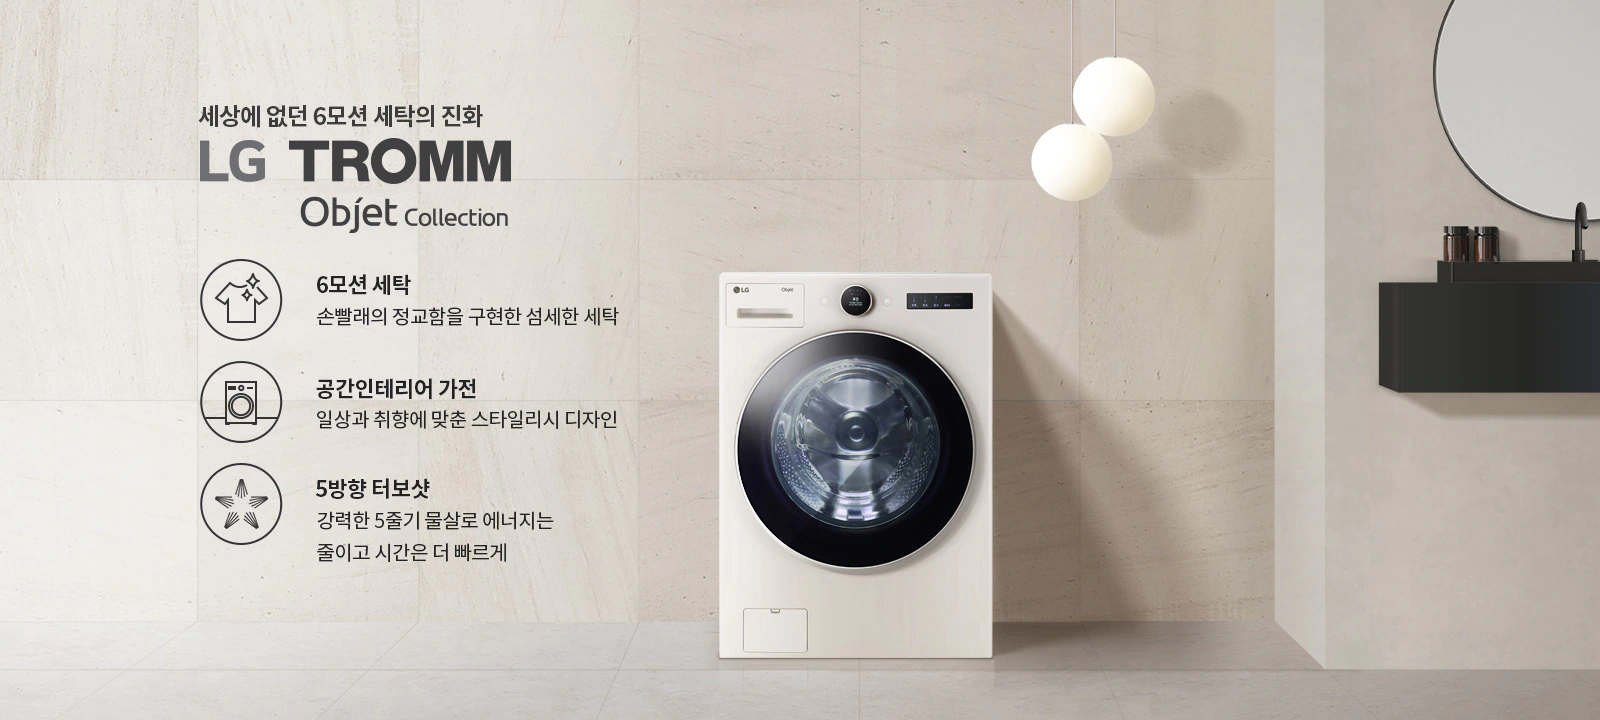 세상에 없던 6모션 세탁의 진화
LG TROMM
Objet Collection
6모션 세탁
손빨래의 정교함을 구현한 섬세한 세탁
공간인테리어 가전
일상과 취향에 맞춘 스타일리시 디자인
5방향 터보샷
강력한 5줄기 물살로 에너지는
줄이고 시간은 더 빠르게
LG Objet